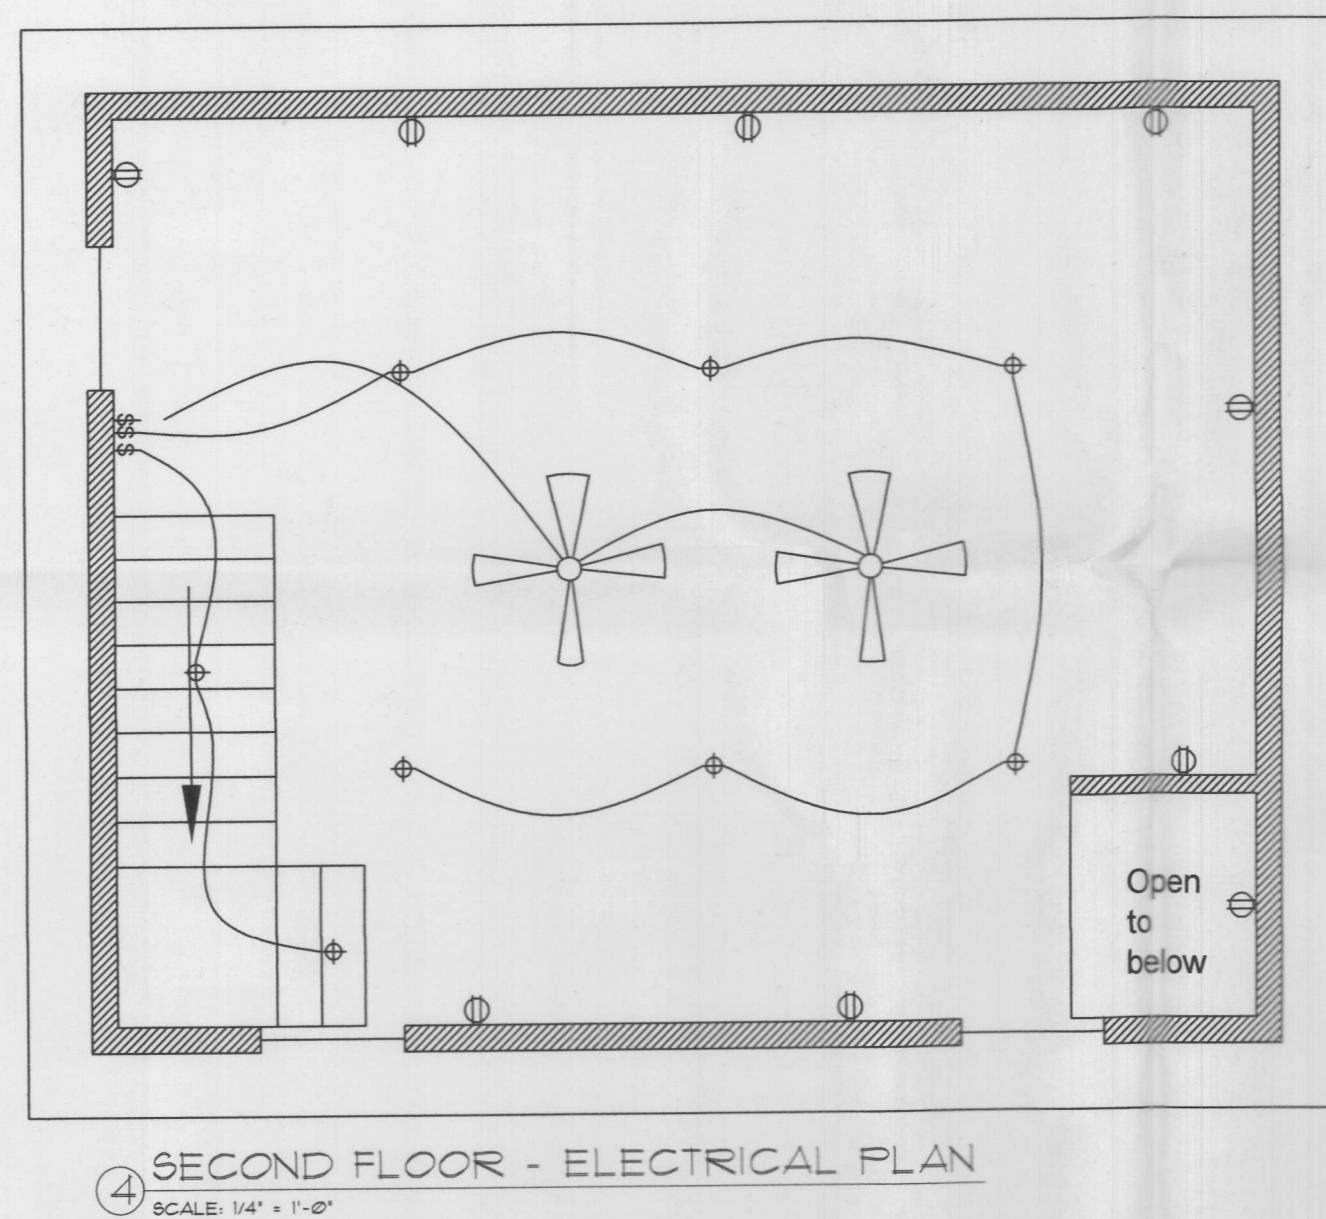 S
S
S
Open
to
below
4
SECOND FLOOR - ELECTRICAL PLAN
SCALE: 1/4" = 1'-0"